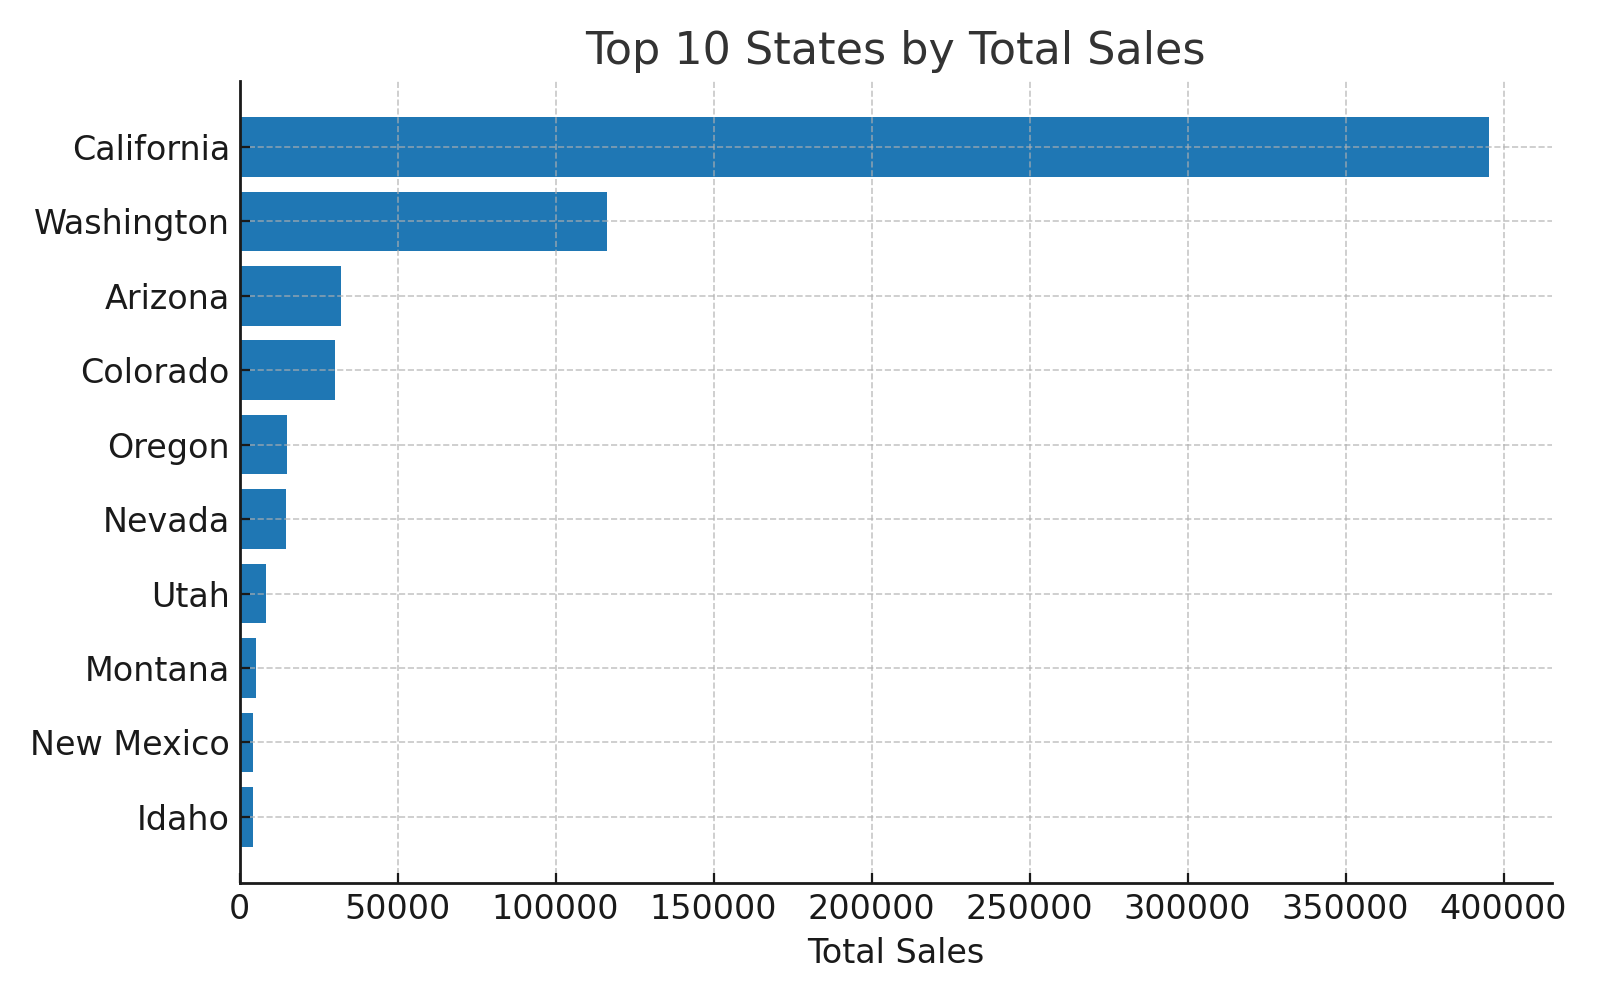 Top 10 States by Total Sales
California
Washington
Arizona
Colorado
Oregon
Nevada
Utah
Montana
New Mexico
Idaho
0 50000 100000 150000 200000 250000 300000 350000 400000
Total Sales